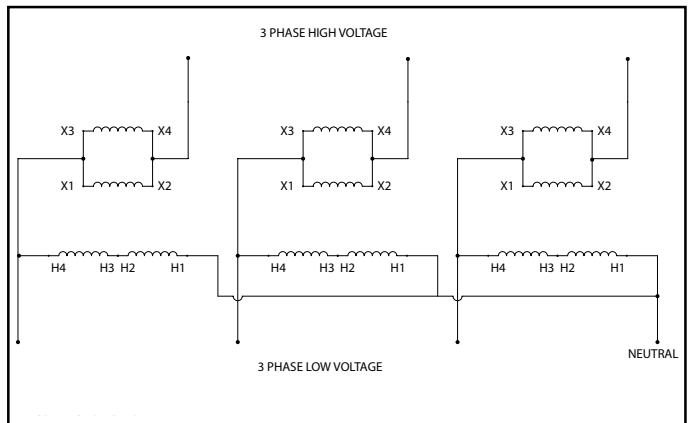 3 PHASE HIGH VOLTAGE
X3 X4 X3 X4 X3 X4
X1 X2 X1 X2 X1 X2
H4 H3 H2 H1 H4 H3 H2 H1 H4 H3 H2 H1
NEUTRAL
3 PHASE LOW VOLTAGE